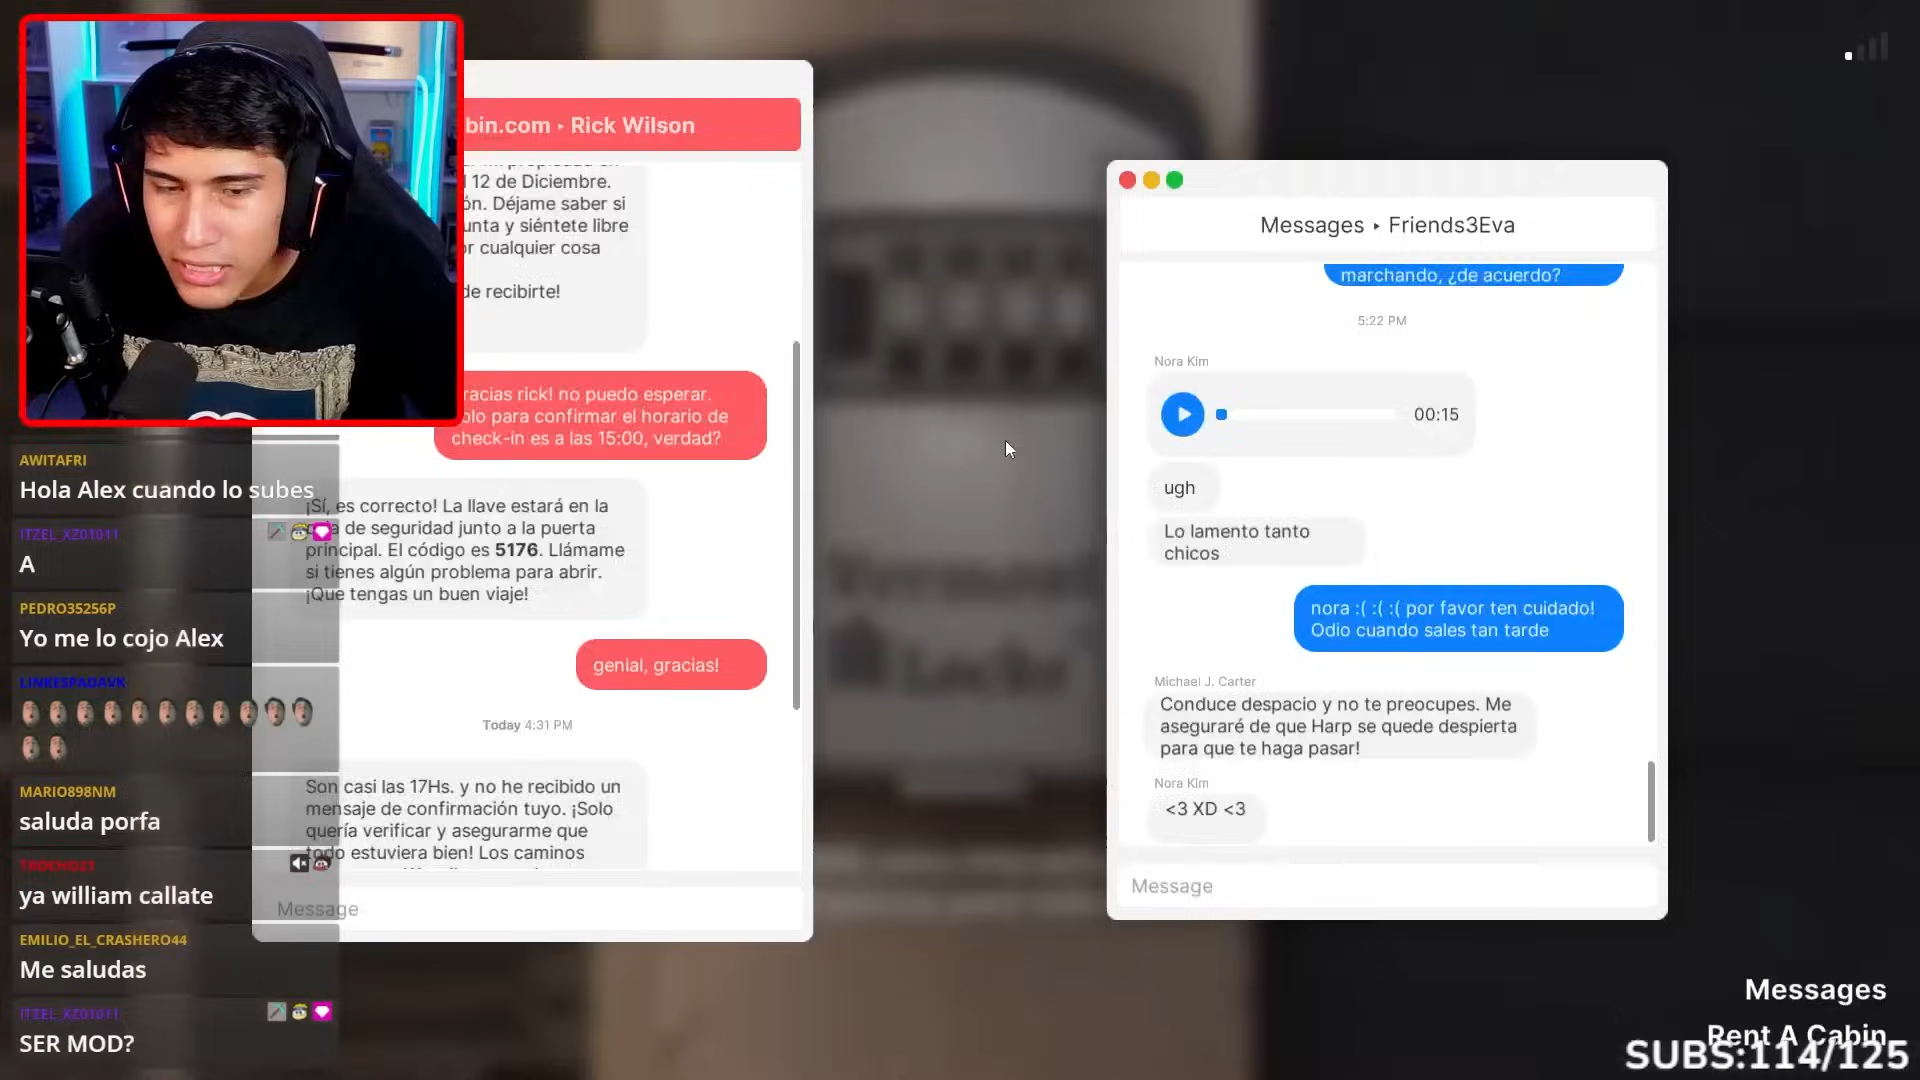 bin.com ▸ Rick Wilson
12 de Diciembre.
ón. Déjame saber si
unta y siéntete libre
or cualquier cosa
de recibirte!
racias rick! no puedo esperar.
olo para confirmar el horario de
check-in es a las 15:00, verdad?
¡Sí, es correcto! La llave estará en la
de seguridad junto a la puerta
principal. El código es 5176. Llámame
si tienes algún problema para abrir.
¡Que tengas un buen viaje!
genial, gracias!
Today 4:31 PM
Son casi las 17Hs. y no he recibido un
mensaje de confirmación tuyo. ¡Solo
quería verificar y asegurarme que
todo estuviera bien! Los caminos
Message
Messages ▸ Friends3Eva
marchando, ¿de acuerdo?
5:22 PM
Nora Kim
00:15
ugh
Lo lamento tanto
chicos
nora :( :( :( por favor ten cuidado!
Odio cuando sales tan tarde
Michael J. Carter
Conduce despacio y no te preocupes. Me
aseguraré de que Harp se quede despierta
para que te haga pasar!
Nora Kim
<3 XD <3
Message
AWITAFRI
Hola Alex cuando lo subes
ITZEL_XZ01011
A
PEDRO35256P
Yo me lo cojo Alex
LINKESPADAVK
MARIO898NM
saluda porfa
TROCHO21
ya william callate
EMILIO_EL_CRASHERO44
Me saludas
ITZEL_XZ01011
SER MOD?
Messages
Rent A Cabin
SUBS:114/125